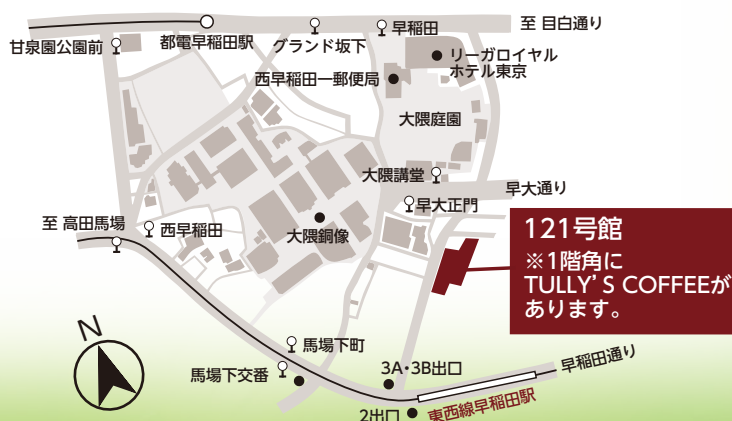 至 目白通り
甘泉園公園前
都電早稲田駅
グランド坂下
早稲田
リーガロイヤル
ホテル東京
西早稲田一郵便局
大隈庭園
大隈講堂
早大通り
早大正門
至 高田馬場
西早稲田
大隈銅像
121号館
※1階角に
TULLY'S COFFEEが
あります。
N
馬場下町
馬場下交番
3A・3B出口
早稲田通り
2出口
東西線早稲田駅